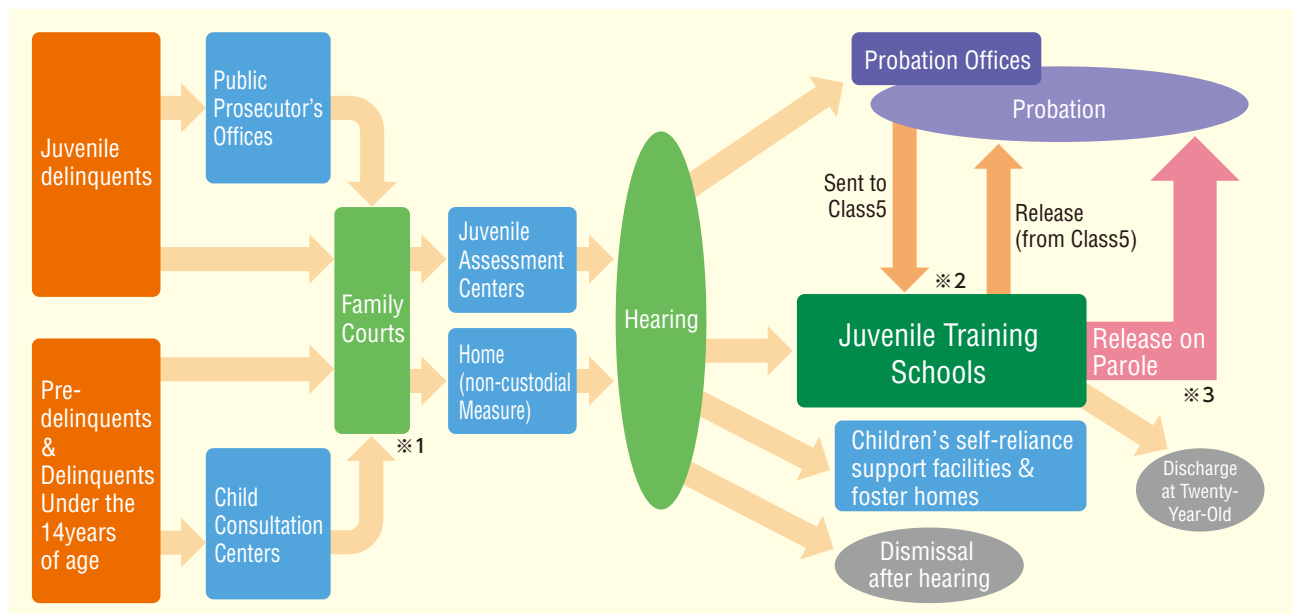 Juvenile
delinquents
Public
Prosecutor's
Offices
Pre-
delinquents
&
Delinquents
Under the
14years
of age
Child
Consultation
Centers
Family
Courts
※1
Juvenile
Assessment
Centers
Home
(non-custodial
Measure)
Hearing
Probation Offices
Probation
Sent to
Class5
Release
(from Class5)
※2
Juvenile Training
Schools
Release on
Parole
※3
Children's self-reliance
support facilities &
foster homes
Discharge
at Twenty-
Year-Old
Dismissal
after hearing